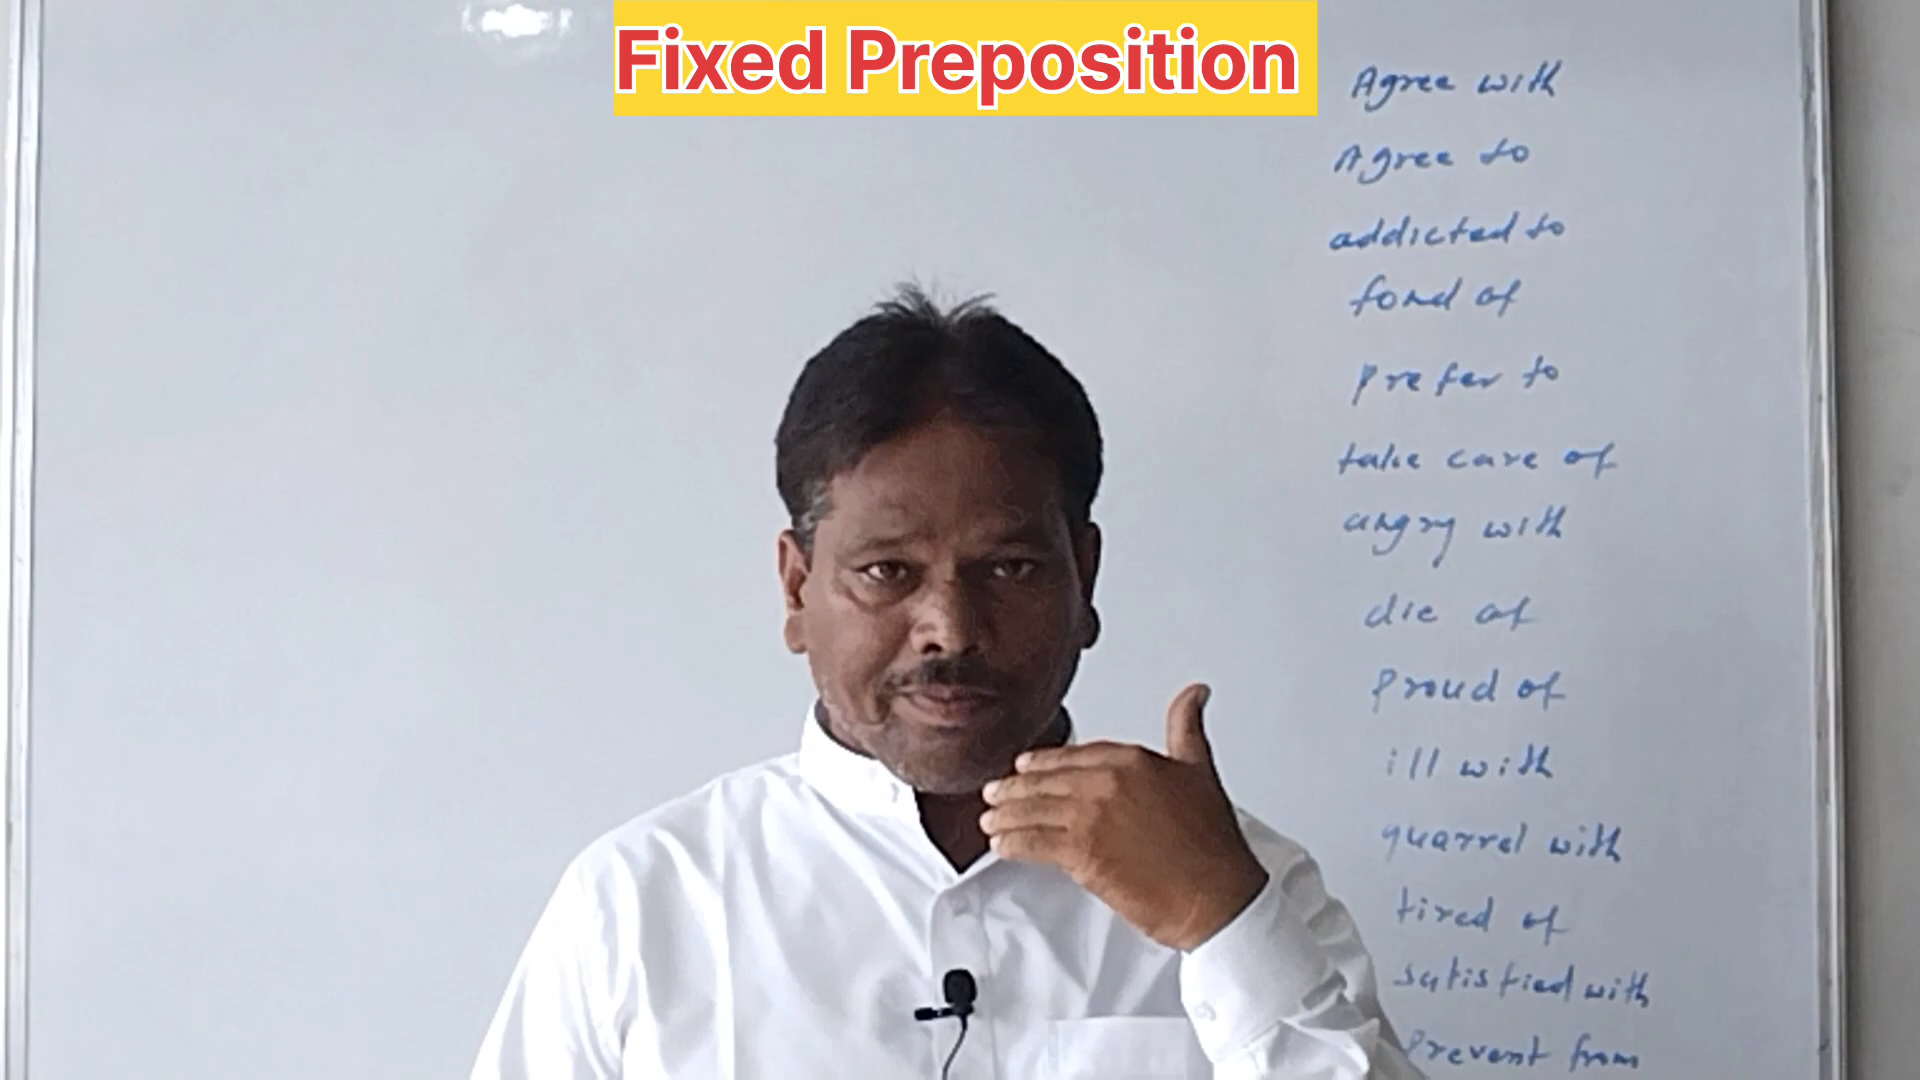 Fixed Preposition
Agree with
Agree to
addicted to
fond of
prefer to
take care of
angry with
die of
proud of
ill with
quarrel with
tired of
satisfied with
prevent from